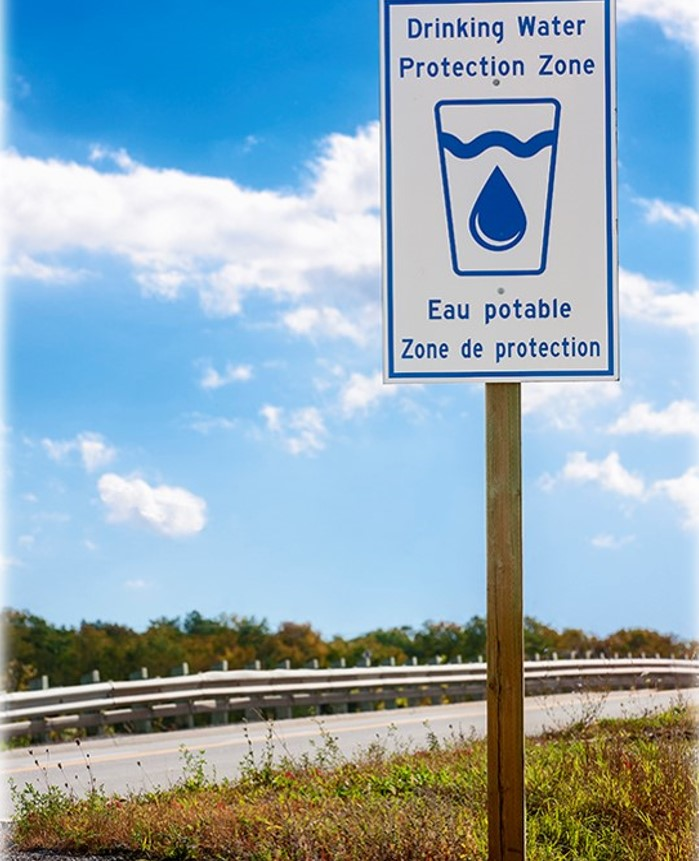 Drinking Water
Protection Zone
Eau potable
Zone de protection